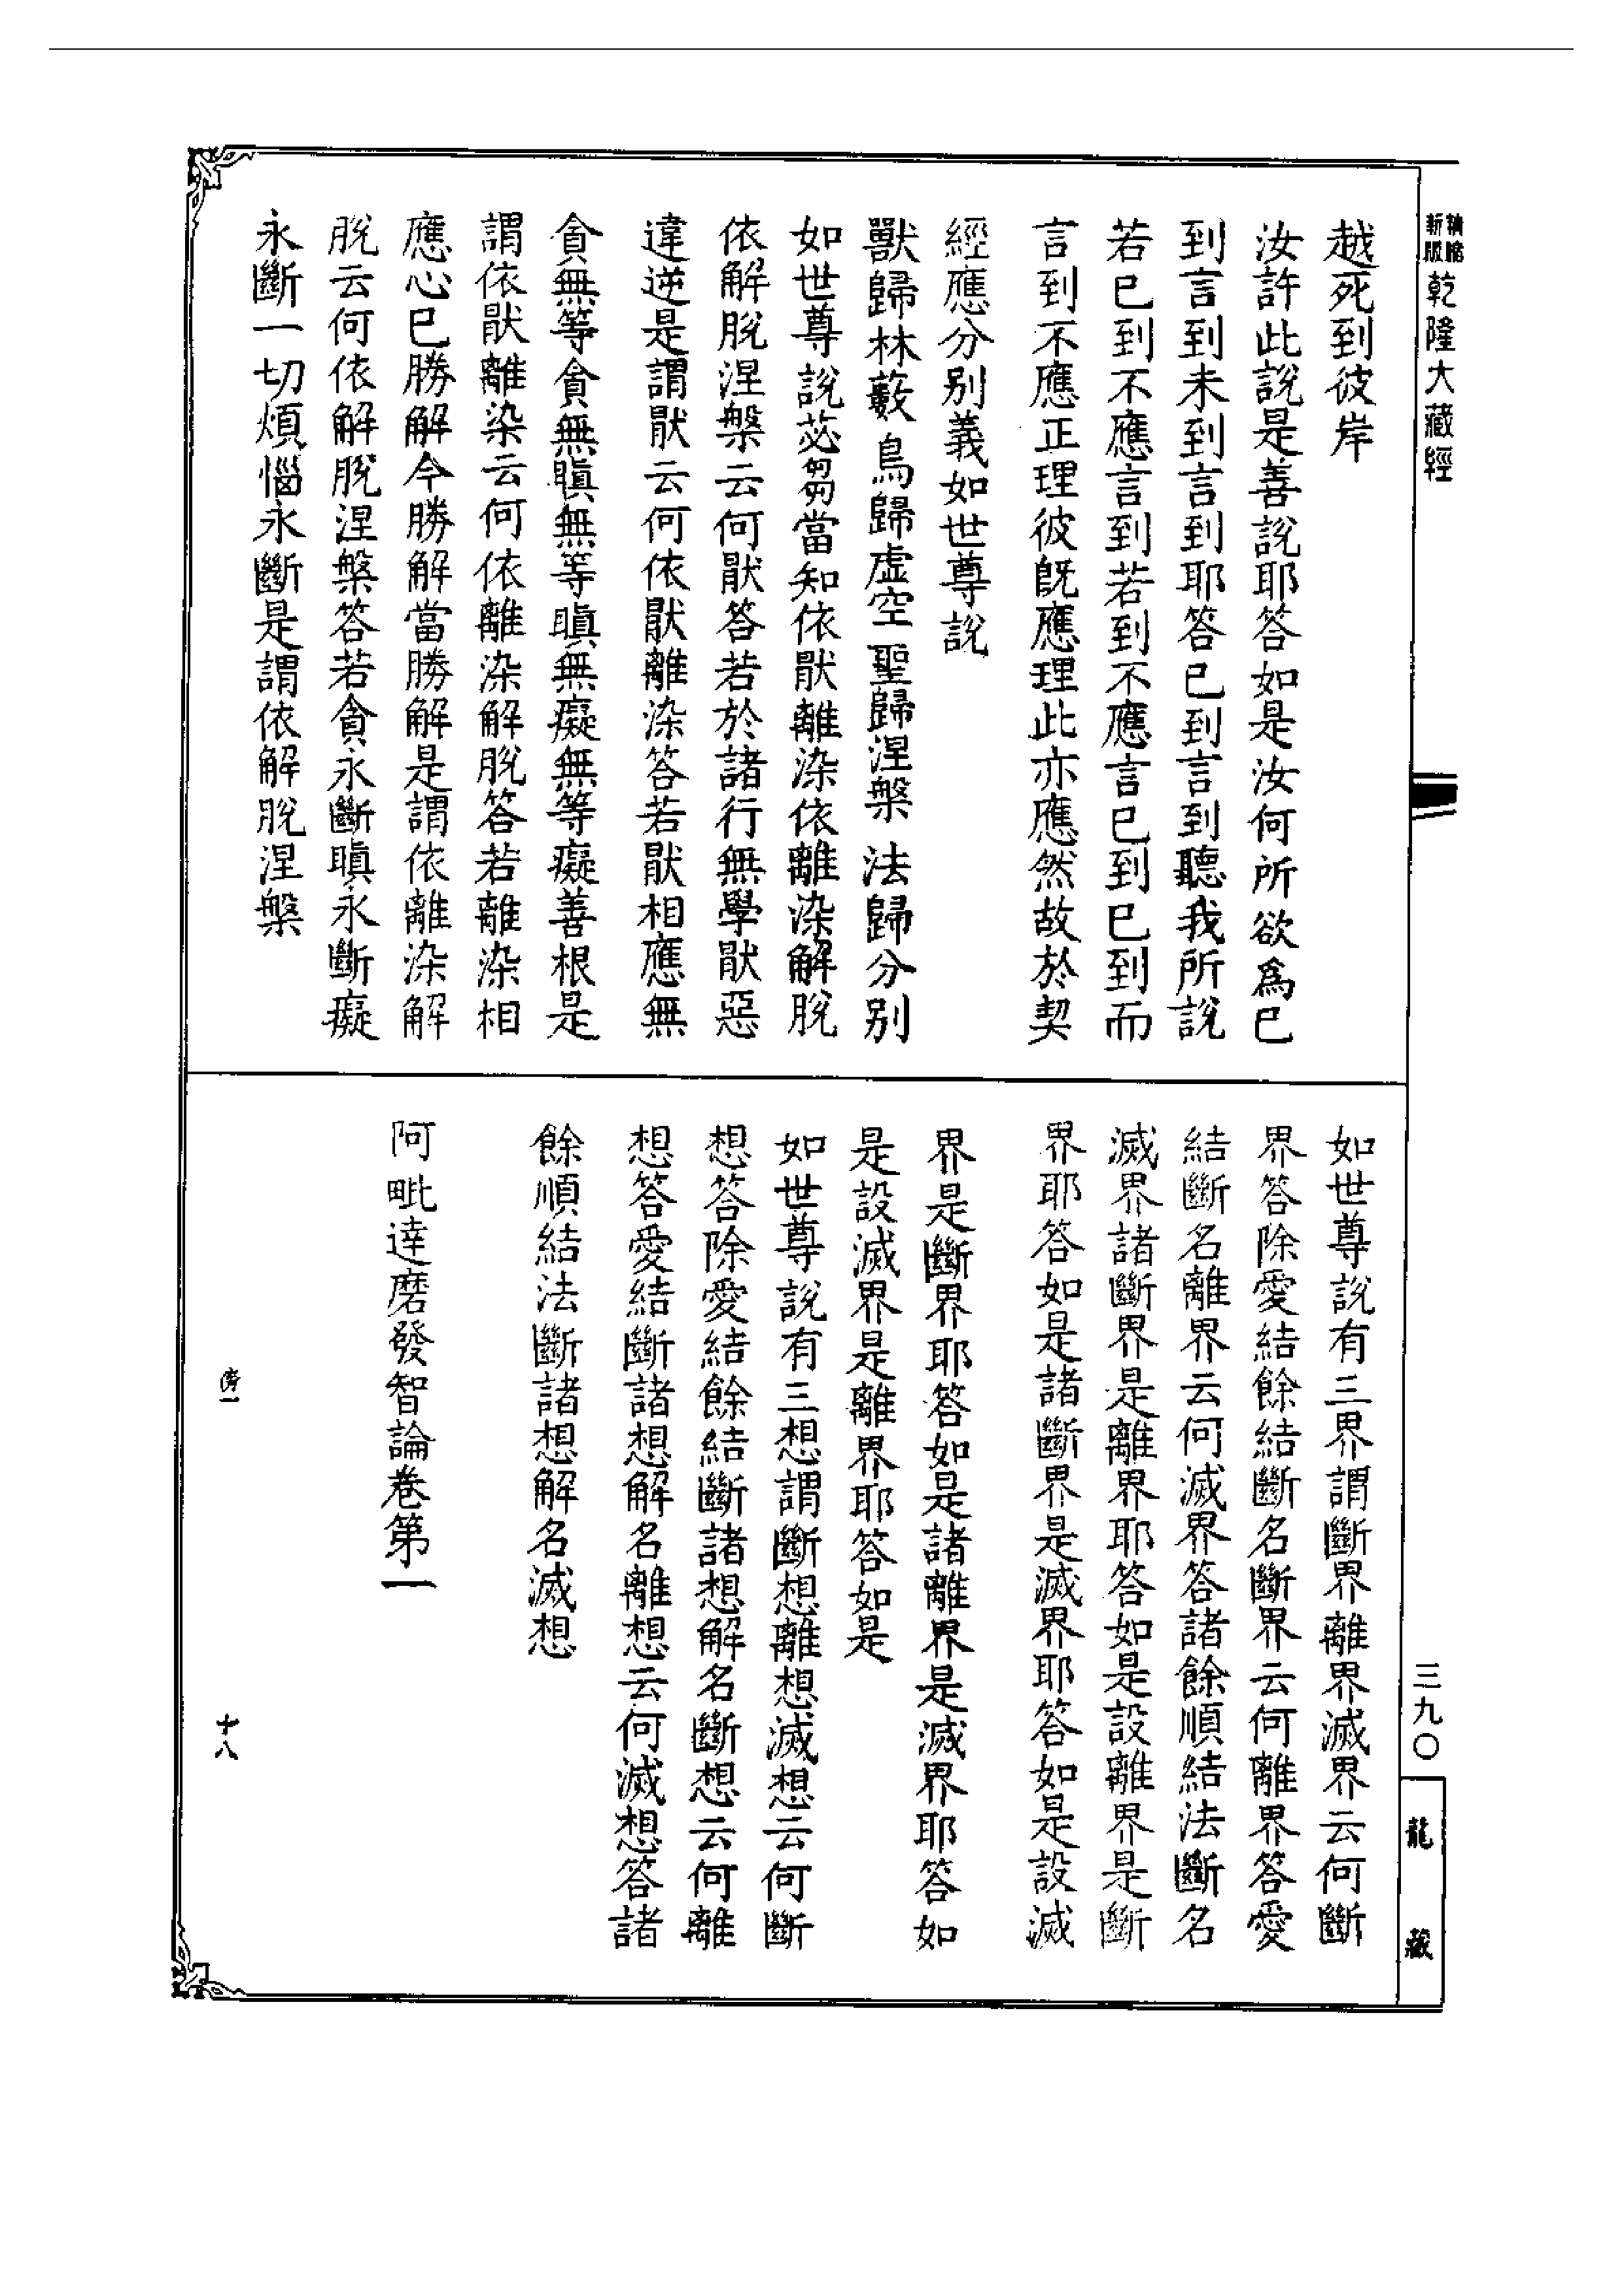 精縮
新版
乾隆大藏經
越死到彼岸
汝許此說是善說耶答如是汝何所欲為已
到言到未到言到耶答已到言到聽我所說
若已到不應言到若到不應言已到已到而
言到不應正理彼旣應理此亦應然故於契
經應分別義如世尊說
獸歸林藪 鳥歸虛空 聖歸涅槃 法歸分別
如世尊說苾芻當知依猒離染依離染解脫
依解脫涅槃云何猒答若於諸行無學猒惡
違逆是謂猒云何依猒離染答若猒相應無
貪無等貪無瞋無等瞋無癡無等癡善根是
謂依猒離染云何依離染解脫答若離染相
應心已勝解今勝解當勝解是謂依離染解
脫云何依解脫涅槃答若貪永斷瞋永斷癡
永斷一切煩惱永斷是謂依解脫涅槃
如世尊說有三界謂斷界離界滅界云何斷
界答除愛結餘結斷名斷界云何離界答愛
結斷名離界云何滅界答諸餘順結法斷名
滅界諸斷界是離界耶答如是設離界是斷
界耶答如是諸斷界是滅界耶答如是設滅
界是斷界耶答如是諸離界是滅界耶答如
是設滅界是離界耶答如是
如世尊說有三想謂斷想離想滅想云何斷
想答除愛結餘結斷諸想解名斷想云何離
想答愛結斷諸想解名離想云何滅想答諸
餘順結法斷諸想解名滅想
阿毗達磨發智論卷第一
傍一
十八
三九〇
龍藏